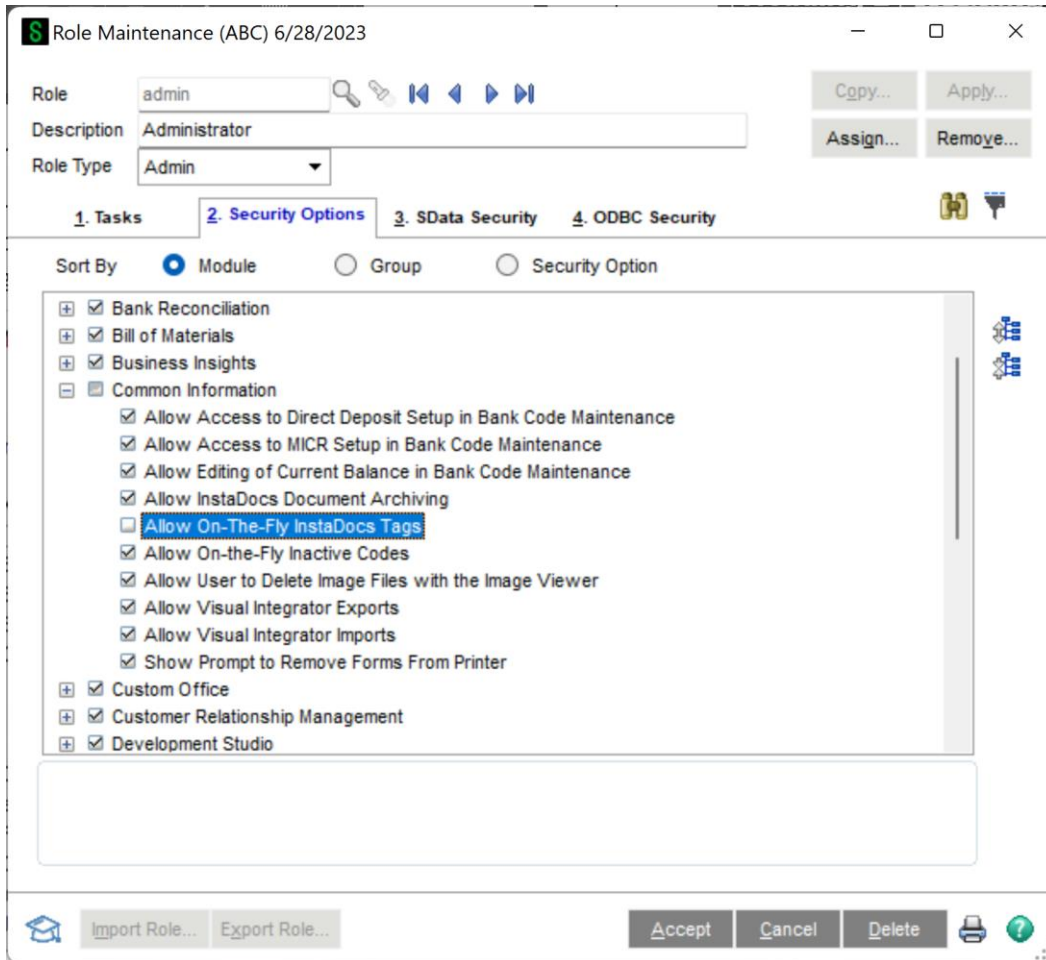 S Role Maintenance (ABC) 6/28/2023
Role admin Copy... Apply...
Description Administrator Assign... Remove...
Role Type Admin
1. Tasks 2. Security Options 3. SData Security 4. ODBC Security
Sort By Module Group Security Option
Bank Reconciliation
Bill of Materials
Business Insights
Common Information
Allow Access to Direct Deposit Setup in Bank Code Maintenance
Allow Access to MICR Setup in Bank Code Maintenance
Allow Editing of Current Balance in Bank Code Maintenance
Allow InstaDocs Document Archiving
Allow On-The-Fly InstaDocs Tags
Allow On-the-Fly Inactive Codes
Allow User to Delete Image Files with the Image Viewer
Allow Visual Integrator Exports
Allow Visual Integrator Imports
Show Prompt to Remove Forms From Printer
Custom Office
Customer Relationship Management
Development Studio
Import Role... Export Role... Accept Cancel Delete ?